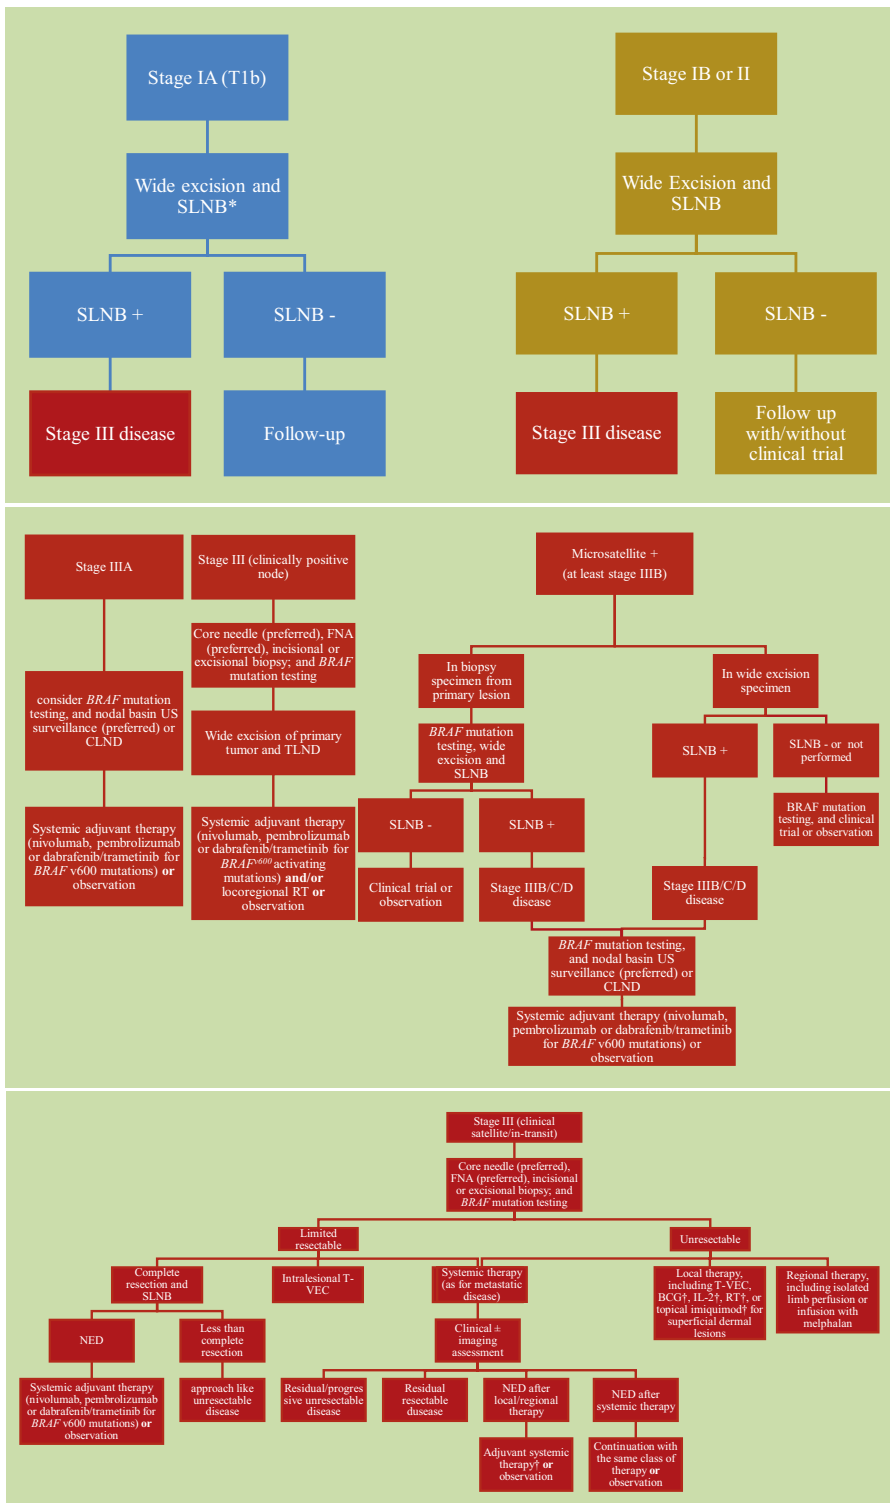 Stage IA (T1b)
Wide excision and
SLNB*
SLNB +
SLNB -
Stage III disease
Follow-up
Stage IB or II
Wide Excision and
SLNB
SLNB +
SLNB -
Stage III disease
Follow up
with/without
clinical trial
Stage IIIA
consider BRAF mutation
testing, and nodal basin US
surveillance (preferred) or
CLND
Systemic adjuvant therapy
(nivolumab, pembrolizumab
or dabrafenib/trametinib for
BRAF v600 mutations) or
observation
Stage III (clinically positive
node)
Core needle (preferred), FNA
(preferred), incisional or
excisional biopsy; and BRAF
mutation testing
Wide excision of primary
tumor and TLND
Systemic adjuvant therapy
(nivolumab, pembrolizumab
or dabrafenib/trametinib for
BRAFv600 activating
mutations) and/or
locoregional RT or
observation
Microsatellite +
(at least stage IIIB)
In biopsy
specimen from
primary lesion
BRAF mutation
testing, wide
excision and
SLNB
SLNB -
SLNB +
Clinical trial or
observation
Stage IIIB/C/D
disease
In wide excision
specimen
SLNB +
SLNB - or not
performed
BRAF mutation
testing, and clinical
trial or observation
Stage IIIB/C/D
disease
BRAF mutation testing,
and nodal basin US
surveillance (preferred) or
CLND
Systemic adjuvant therapy (nivolumab,
pembrolizumab or dabrafenib/trametinib
for BRAF v600 mutations) or
observation
Stage III (clinical
satellite/in-transit)
Core needle (preferred),
FNA (preferred), incisional
or excisional biopsy; and
BRAF mutation testing
Limited
resectable
Unresectable
Complete
resection and
SLNB
Intralesional T-
VEC
Systemic therapy
(as for metastatic
disease)
Local therapy,
including T-VEC,
BCG†, IL-2†, RT†, or
topical imiquimod† for
superficial dermal
lesions
Regional therapy,
including isolated
limb perfusion or
infusion with
melphalan
NED
Less than
complete
resection
Clinical ±
imaging
assessment
Systemic adjuvant therapy
(nivolumab, pembrolizumab
or dabrafenib/trametinib for
BRAF v600 mutations) or
observation
approach like
unresectable
disease
Residual/progres
sive unresectable
disease
Residual
resectable
dusease
NED after
local/regional
therapy
NED after
systemic therapy
Adjuvant systemic
therapy† or
observation
Continuation with
the same class of
therapy or
observation